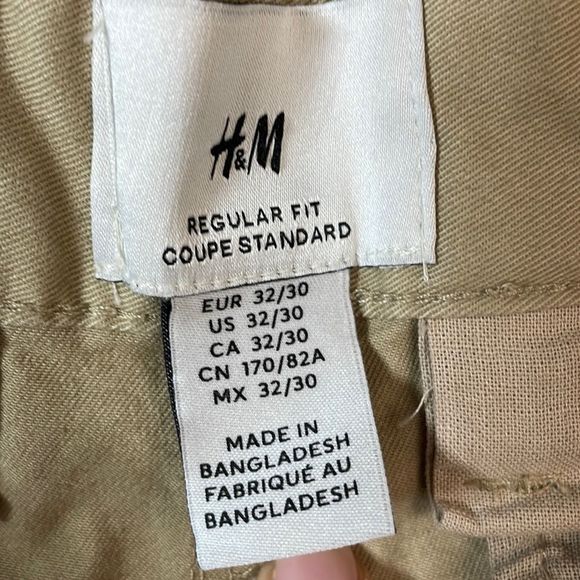 H&M
REGULAR FIT
COUPE STANDARD
EUR 32/30
US 32/30
CA 32/30
CN 170/82A
MX 32/30
MADE IN
BANGLADESH
FABRIQUÉ AU
BANGLADESH